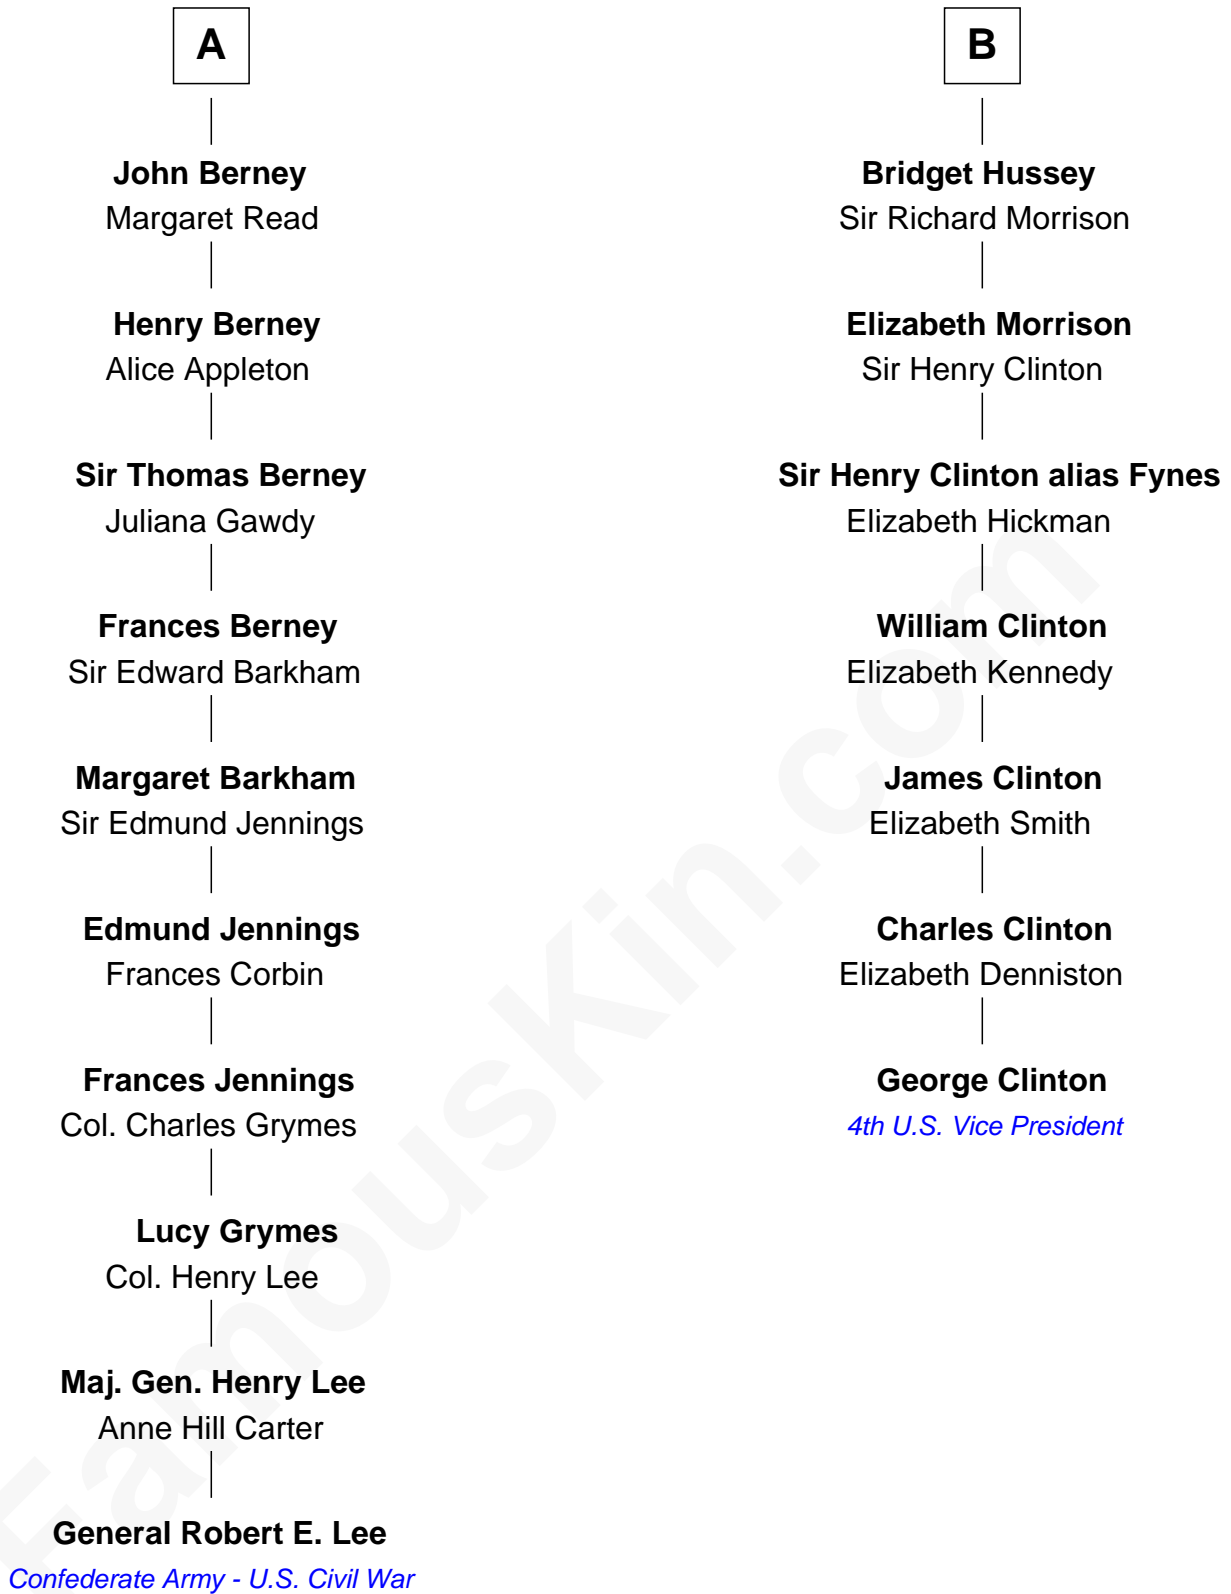 A
John Berney
Margaret Read
Henry Berney
Alice Appleton
Sir Thomas Berney
Juliana Gawdy
Frances Berney
Sir Edward Barkham
Margaret Barkham
Sir Edmund Jennings
Edmund Jennings
Frances Corbin
Frances Jennings
Col. Charles Grymes
Lucy Grymes
Col. Henry Lee
Maj. Gen. Henry Lee
Anne Hill Carter
General Robert E. Lee
Confederate Army - U.S. Civil War
B
Bridget Hussey
Sir Richard Morrison
Elizabeth Morrison
Sir Henry Clinton
Sir Henry Clinton alias Fynes
Elizabeth Hickman
William Clinton
Elizabeth Kennedy
James Clinton
Elizabeth Smith
Charles Clinton
Elizabeth Denniston
George Clinton
4th U.S. Vice President
FamousKin.com